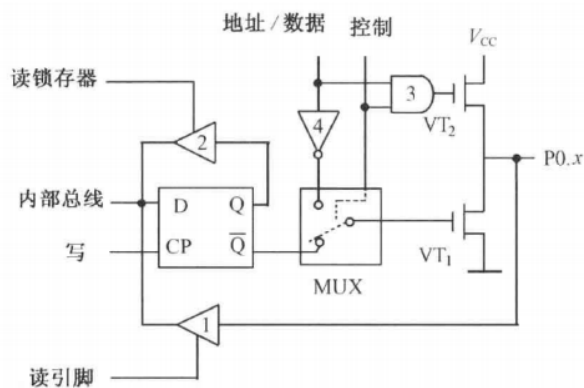 地址/数据 控制
V_CC
读锁存器
3
4
VT₂
2
P0.x
内部总线
D Q
写
CP Q̅
VT₁
MUX
1
读引脚